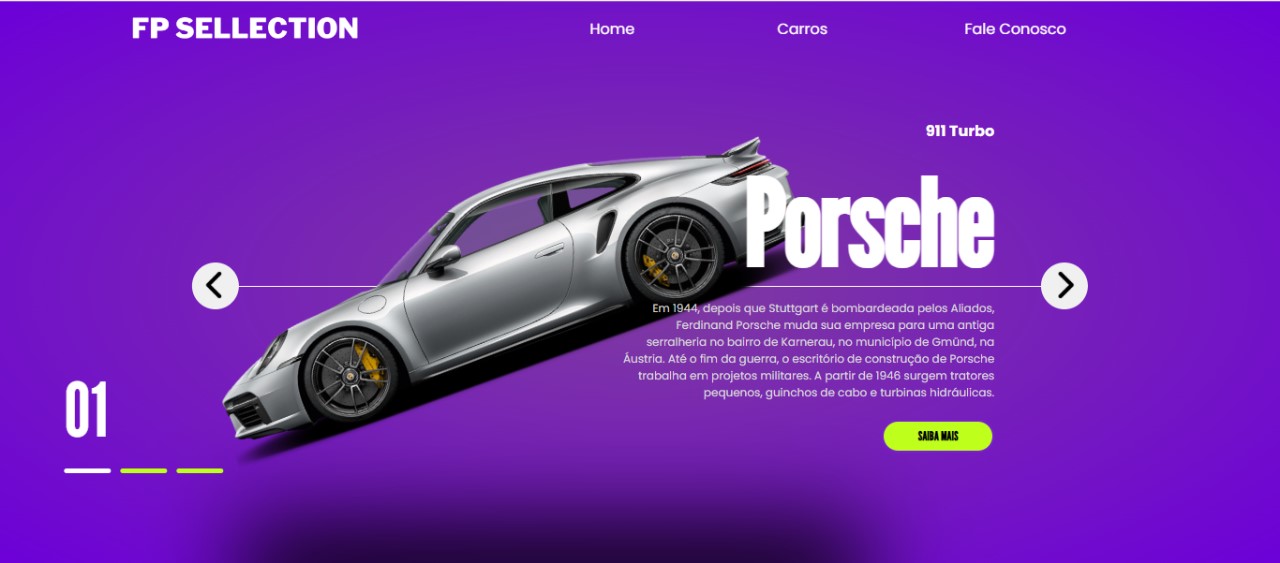 FP SELLECTION
Home
Carros
Fale Conosco
911 Turbo
Porsche
Em 1944, depois que Stuttgart é bombardeada pelos Aliados,
Ferdinand Porsche muda sua empresa para uma antiga
serralheria no bairro de Karnerau, no município de Gmünd, na
Áustria. Até o fim da guerra, o escritório de construção de Porsche
trabalha em projetos militares. A partir de 1946 surgem tratores
pequenos, guinchos de cabo e turbinas hidráulicas.
SAIBA MAIS
01